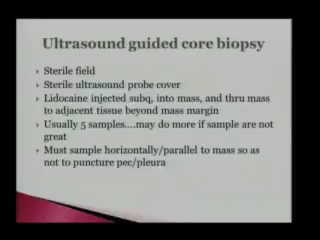 Ultrasound guided core biopsy
Sterile field
Sterile ultrasound probe cover
Lidocaine injected subq, into mass, and thru mass
to adjacent tissue beyond mass margin
Usually 5 samples....may do more if sample are not
great
Must sample horizontally/parallel to mass so as
not to puncture pec/pleura